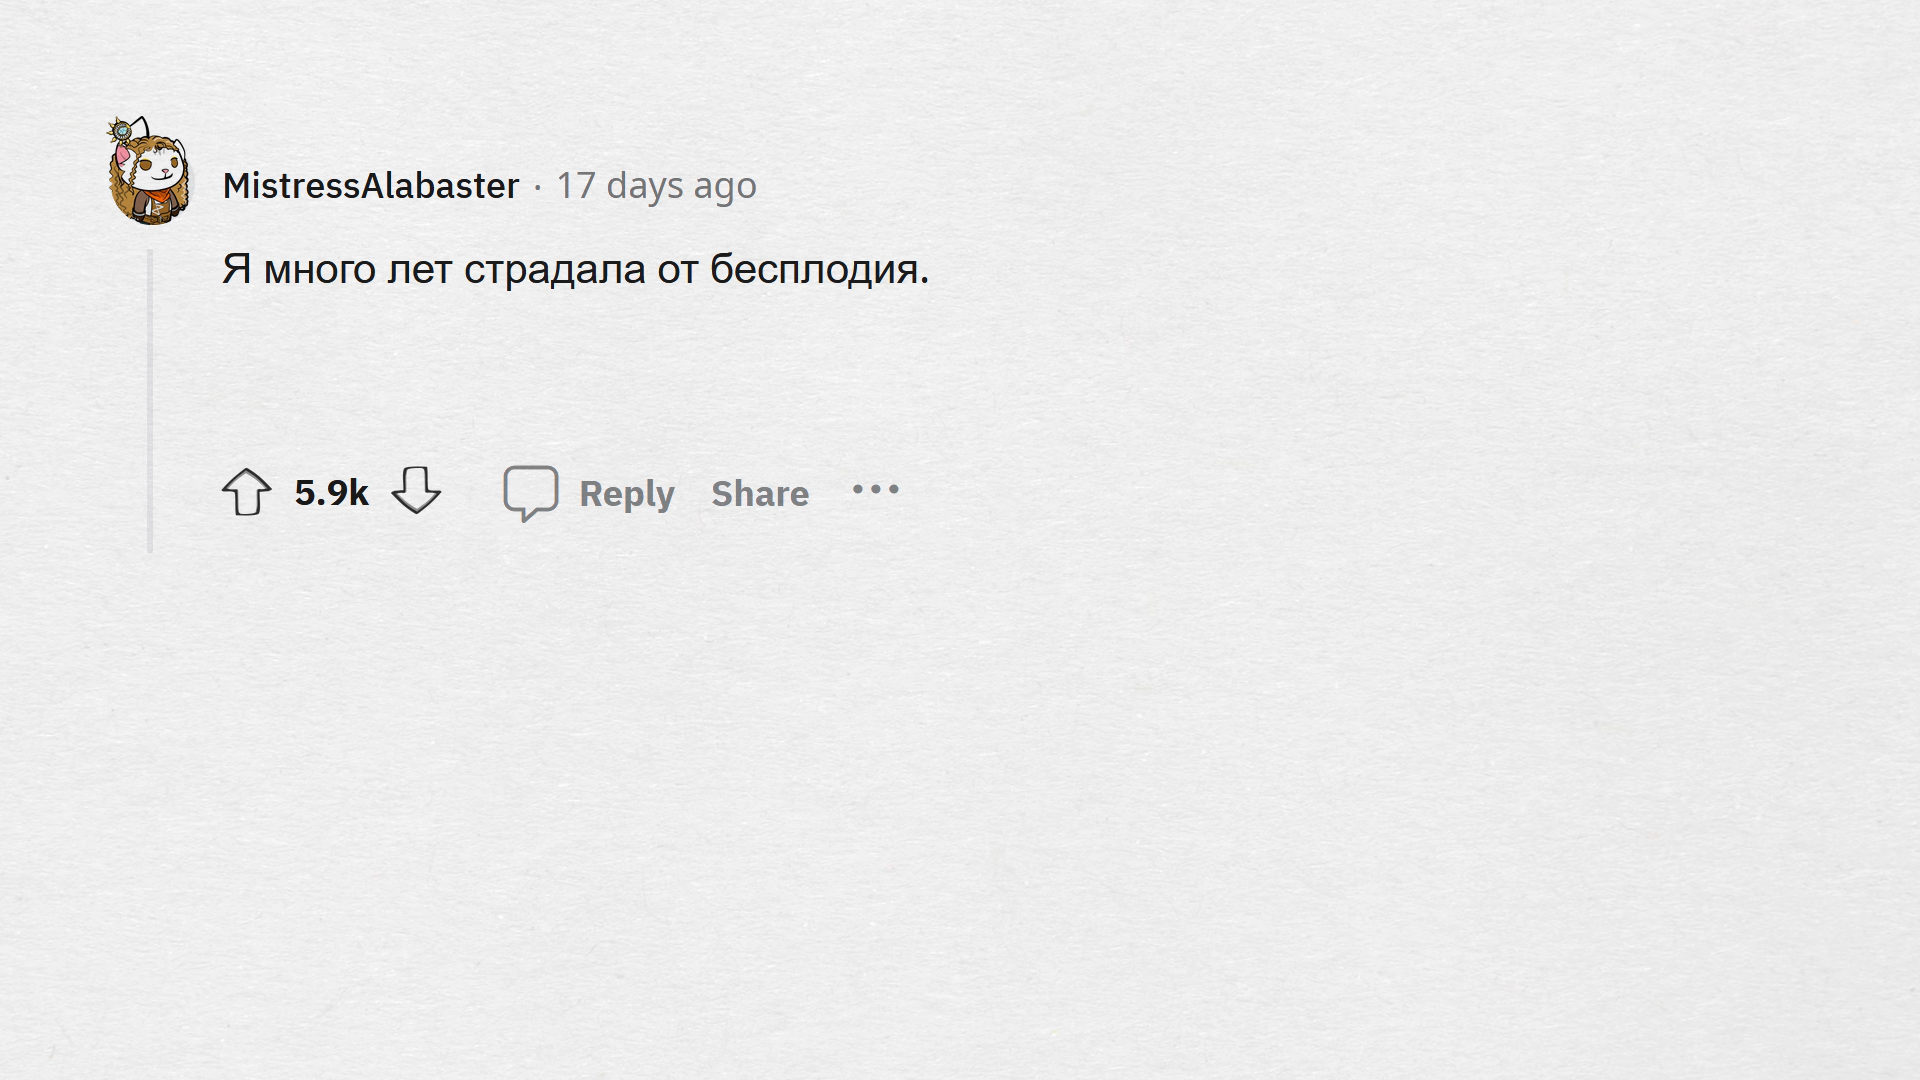 MistressAlabaster · 17 days ago
Я много лет страдала от бесплодия.
5.9k Reply Share ...